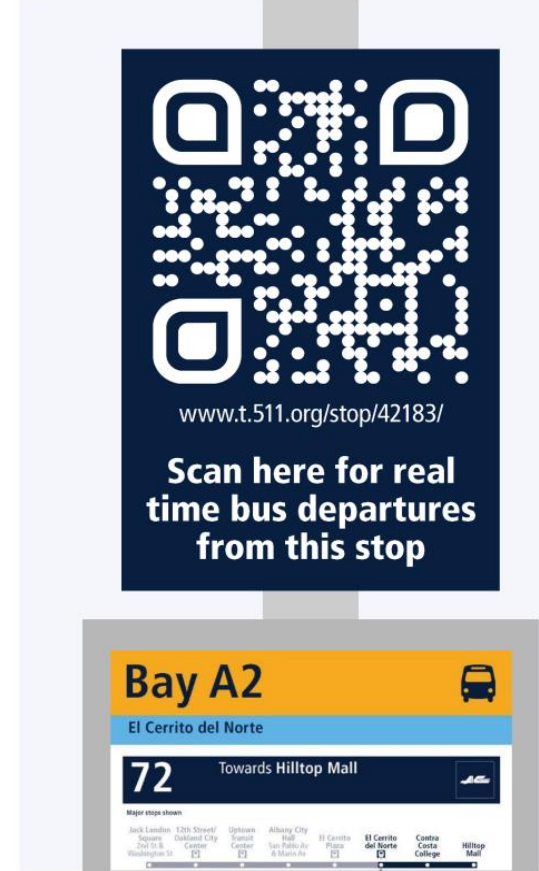 www.t.511.org/stop/42183/
Scan here for real
time bus departures
from this stop
Bay A2
El Cerrito del Norte
72
Towards Hilltop Mall
Major stops shown
Jack London
Square
2nd St &
Washington St
12th Street/
Oakland City
Center
Uptown
Transit
Center
Albany City
Hall
San Pablo Av
& Marin Av
El Cerrito
Plaza
El Cerrito
del Norte
Contra
Costa
College
Hilltop
Mall